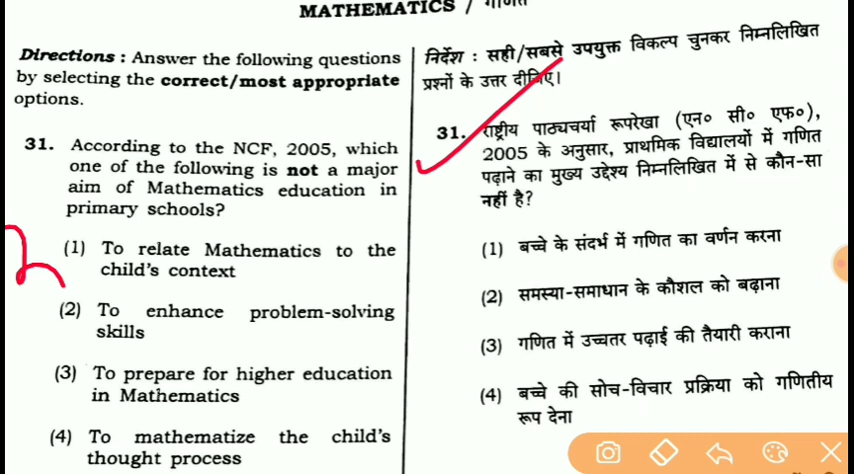 MATHEMATICS / गणित
Directions : Answer the following questions
by selecting the correct/most appropriate
options.
31. According to the NCF, 2005, which
one of the following is not a major
aim of Mathematics education in
primary schools?
(1) To relate Mathematics to the
child's context
(2) To enhance problem-solving
skills
(3) To prepare for higher education
in Mathematics
(4) To mathematize the child's
thought process
निर्देश : सही/सबसे उपयुक्त विकल्प चुनकर निम्नलिखित
प्रश्नों के उत्तर दीजिए।
31. राष्ट्रीय पाठ्यचर्या रूपरेखा (एन० सी० एफ०),
2005 के अनुसार, प्राथमिक विद्यालयों में गणित
पढ़ाने का मुख्य उद्देश्य निम्नलिखित में से कौन-सा
नहीं है?
(1) बच्चे के संदर्भ में गणित का वर्णन करना
(2) समस्या-समाधान के कौशल को बढ़ाना
(3) गणित में उच्चतर पढ़ाई की तैयारी कराना
(4) बच्चे की सोच-विचार प्रक्रिया को गणितीय
रूप देना